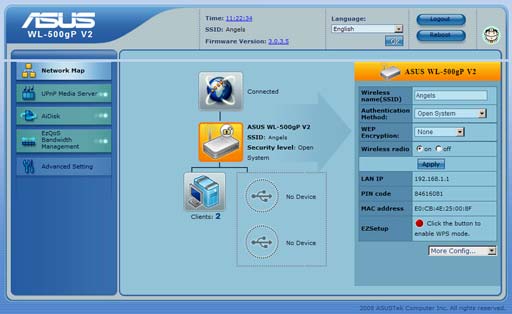 ASUS
WL-500gP V2
Time: 11:22:34
SSID: Angels
Firmware Version: 3.0.3.5
Language:
English
Logout
Reboot
Network Map
UPnP Media Server
AiDisk
EzQoS
Bandwidth
Management
Advanced Setting
Connected
ASUS WL-500gP V2
SSID: Angels
Security level: Open
System
Clients: 2
No Device
No Device
ASUS WL-500gP V2
Wireless
name(SSID)
Angels
Authentication
Method:
Open System
WEP
Encryption:
None
Wireless radio
on off
Apply
LAN IP
192.168.1.1
PIN code
84616081
MAC address
E0:CB:4E:25:00:8F
EZSetup
Click the button to
enable WPS mode.
More Config...
2008 ASUSTek Computer Inc. All rights reserved.